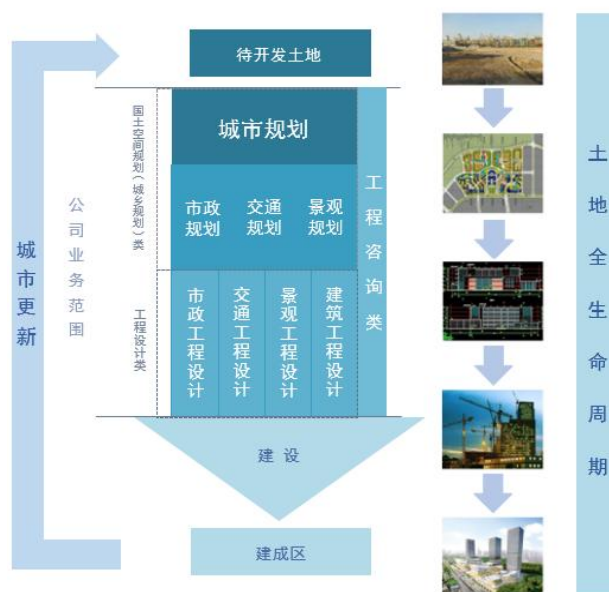 待开发土地
国土空间规划（城乡规划）类
城市规划
市政
规划
交通
规划
景观
规划
工程咨询类
公司业务范围
城市更新
工程设计类
市政工程设计
交通工程设计
景观工程设计
建筑工程设计
建 设
建成区
土地全生命周期